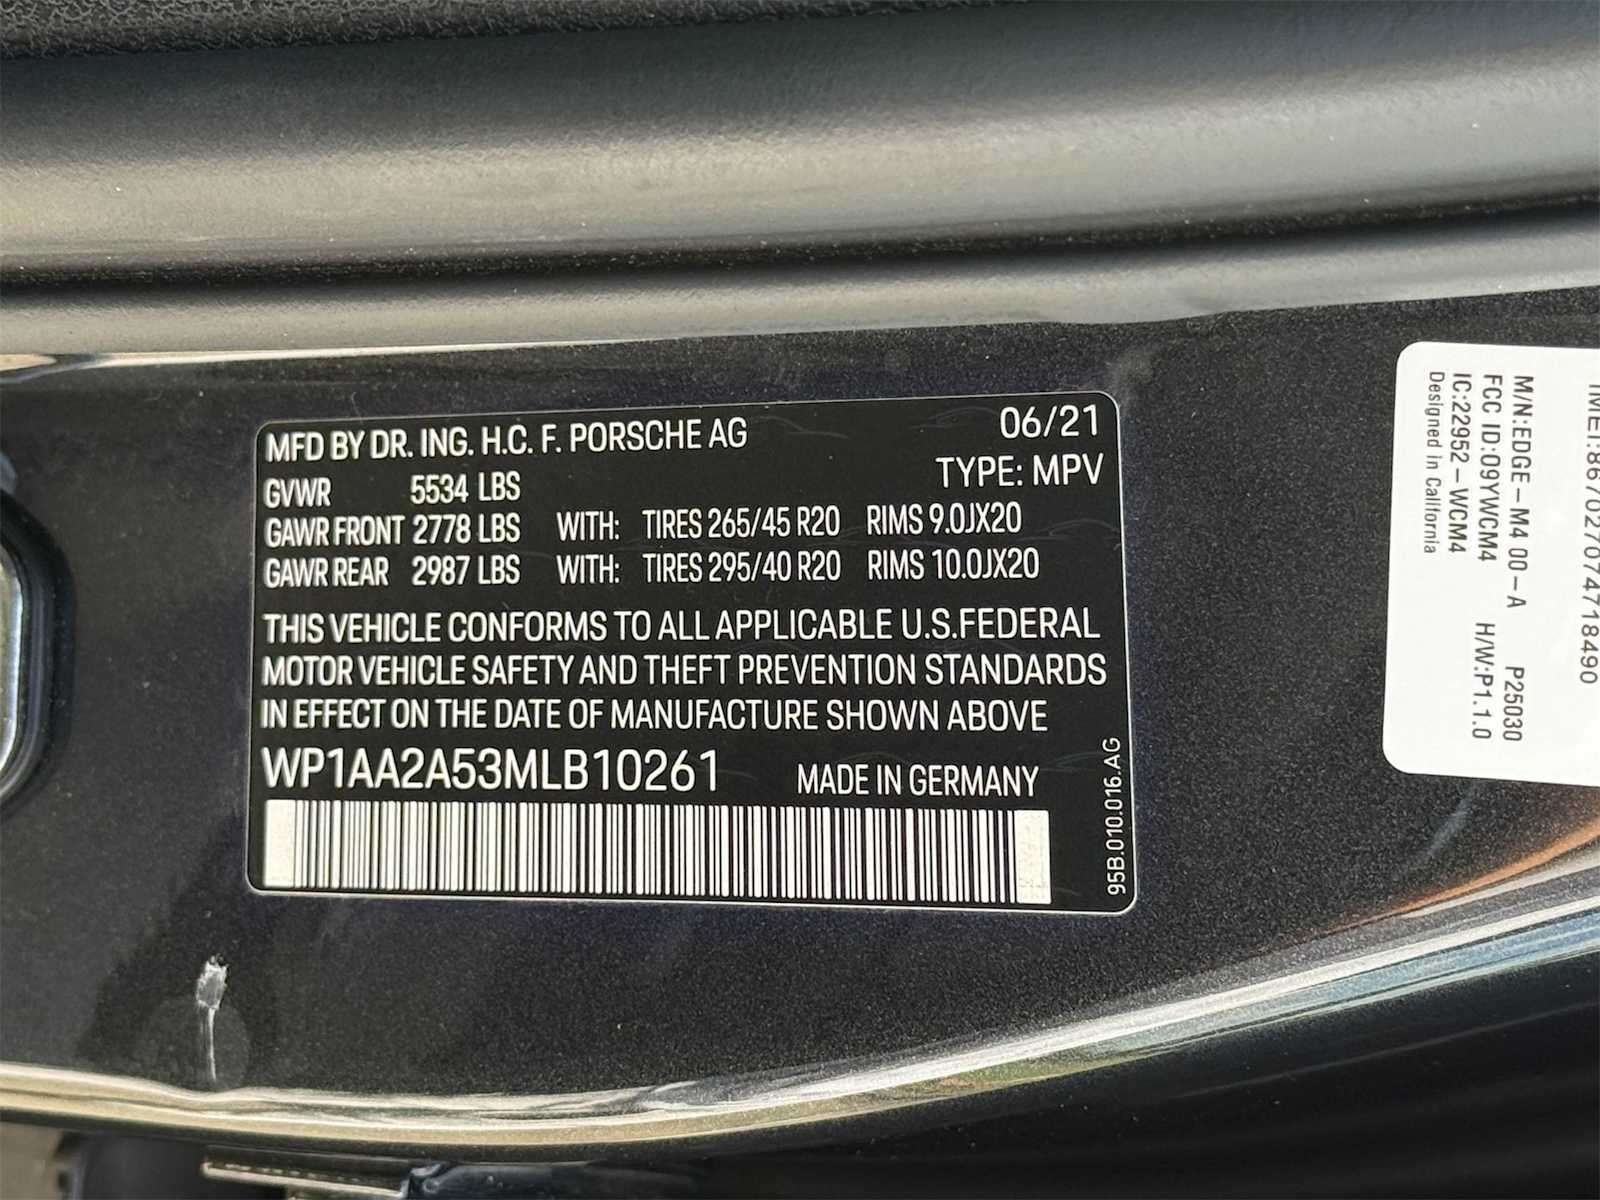 MFD BY DR. ING. H.C. F. PORSCHE AG 06/21
TYPE: MPV
GVWR 5534 LBS
GAWR FRONT 2778 LBS WITH: TIRES 265/45 R20 RIMS 9.0JX20
GAWR REAR 2987 LBS WITH: TIRES 295/40 R20 RIMS 10.0JX20
THIS VEHICLE CONFORMS TO ALL APPLICABLE U.S.FEDERAL
MOTOR VEHICLE SAFETY AND THEFT PREVENTION STANDARDS
IN EFFECT ON THE DATE OF MANUFACTURE SHOWN ABOVE
WP1AA2A53MLB10261 MADE IN GERMANY
95B.010.016.AG
IMEI:867027074718490
M/N:EDGE-M4 00-A P25030
FCC ID:09YWCM4 H/W:P1.1.0
IC:22952-WCM4
Designed in California